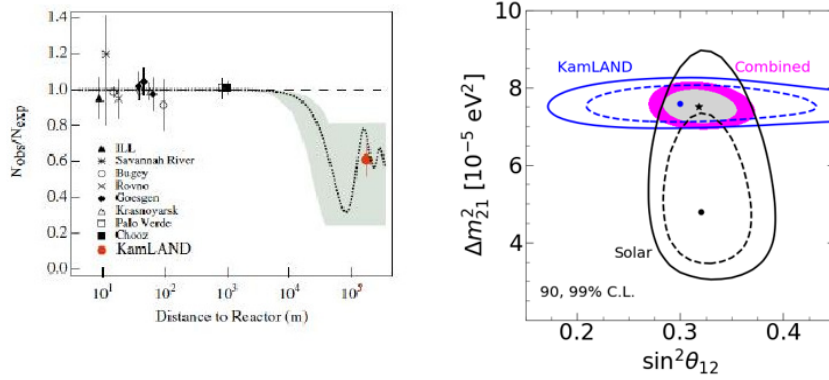 1.4
1.2
1.0
0.8
0.6
0.4
0.2
0.0
N_obs/N_exp
ILL
Savannah River
Bugey
Rovno
Goesgen
Krasnoyarsk
Palo Verde
Chooz
KamLAND
10^1 10^2 10^3 10^4 10^5
Distance to Reactor (m)
10
8
6
4
Δm²₂₁ [10⁻⁵ eV²]
KamLAND
Combined
Solar
90, 99% C.L.
0.2 0.3 0.4
sin²θ₁₂